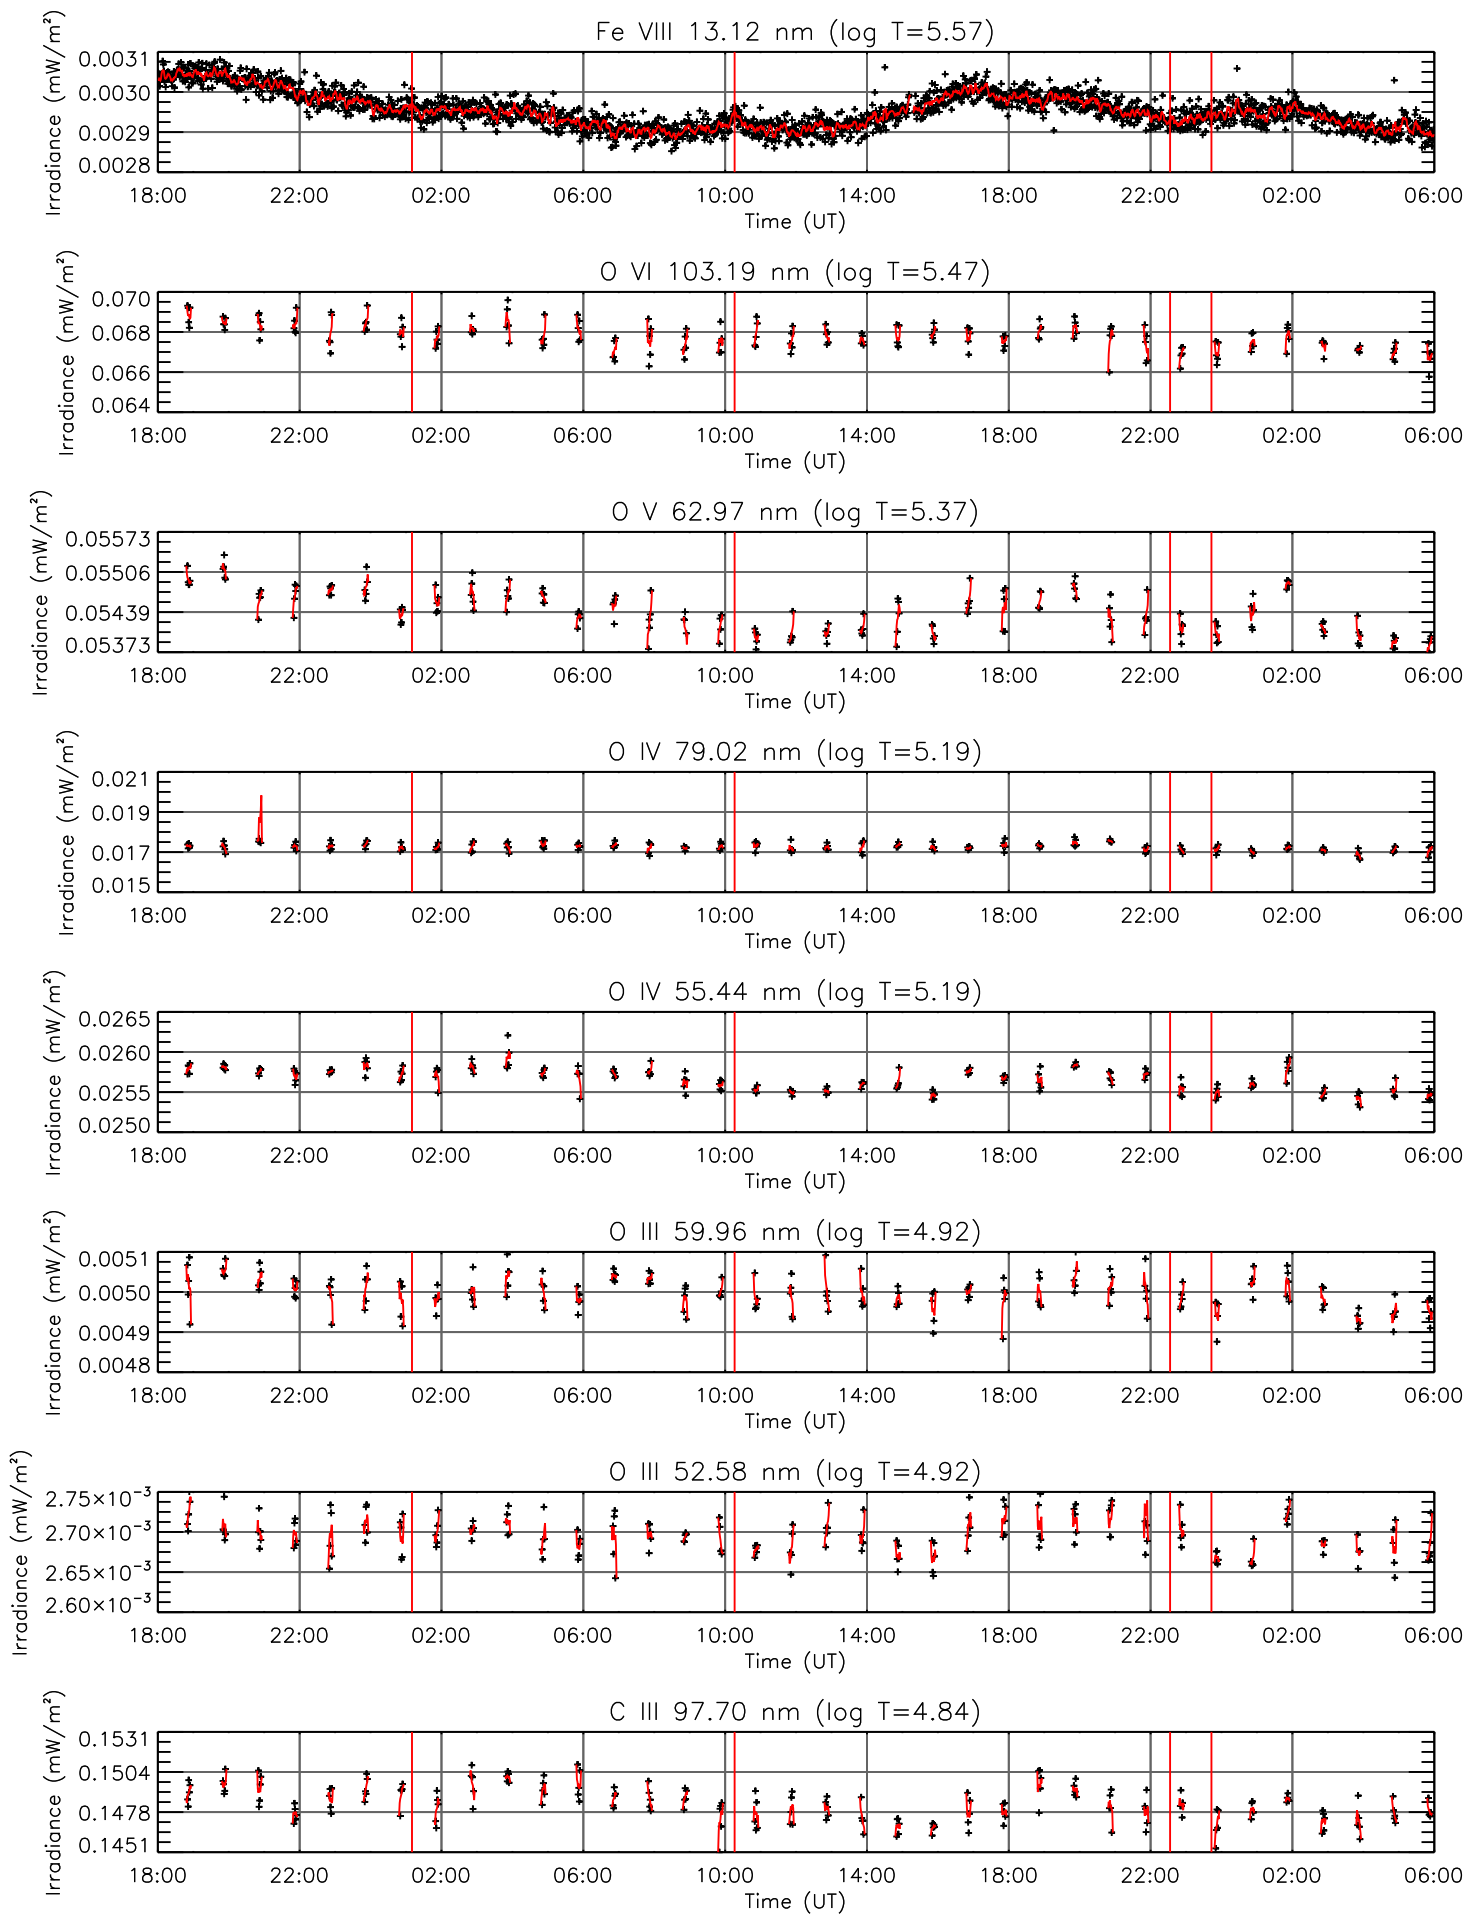 Fe VIII 13.12 nm (log T=5.57)
Irradiance (mW/m²)
0.0031
0.0030
0.0029
0.0028
18:00 22:00 02:00 06:00 10:00 14:00 18:00 22:00 02:00 06:00
Time (UT)
O VI 103.19 nm (log T=5.47)
Irradiance (mW/m²)
0.070
0.068
0.066
0.064
18:00 22:00 02:00 06:00 10:00 14:00 18:00 22:00 02:00 06:00
Time (UT)
O V 62.97 nm (log T=5.37)
Irradiance (mW/m²)
0.05573
0.05506
0.05439
0.05373
18:00 22:00 02:00 06:00 10:00 14:00 18:00 22:00 02:00 06:00
Time (UT)
O IV 79.02 nm (log T=5.19)
Irradiance (mW/m²)
0.021
0.019
0.017
0.015
18:00 22:00 02:00 06:00 10:00 14:00 18:00 22:00 02:00 06:00
Time (UT)
O IV 55.44 nm (log T=5.19)
Irradiance (mW/m²)
0.0265
0.0260
0.0255
0.0250
18:00 22:00 02:00 06:00 10:00 14:00 18:00 22:00 02:00 06:00
Time (UT)
O III 59.96 nm (log T=4.92)
Irradiance (mW/m²)
0.0051
0.0050
0.0049
0.0048
18:00 22:00 02:00 06:00 10:00 14:00 18:00 22:00 02:00 06:00
Time (UT)
O III 52.58 nm (log T=4.92)
Irradiance (mW/m²)
2.75×10⁻³
2.70×10⁻³
2.65×10⁻³
2.60×10⁻³
18:00 22:00 02:00 06:00 10:00 14:00 18:00 22:00 02:00 06:00
Time (UT)
C III 97.70 nm (log T=4.84)
Irradiance (mW/m²)
0.1531
0.1504
0.1478
0.1451
18:00 22:00 02:00 06:00 10:00 14:00 18:00 22:00 02:00 06:00
Time (UT)